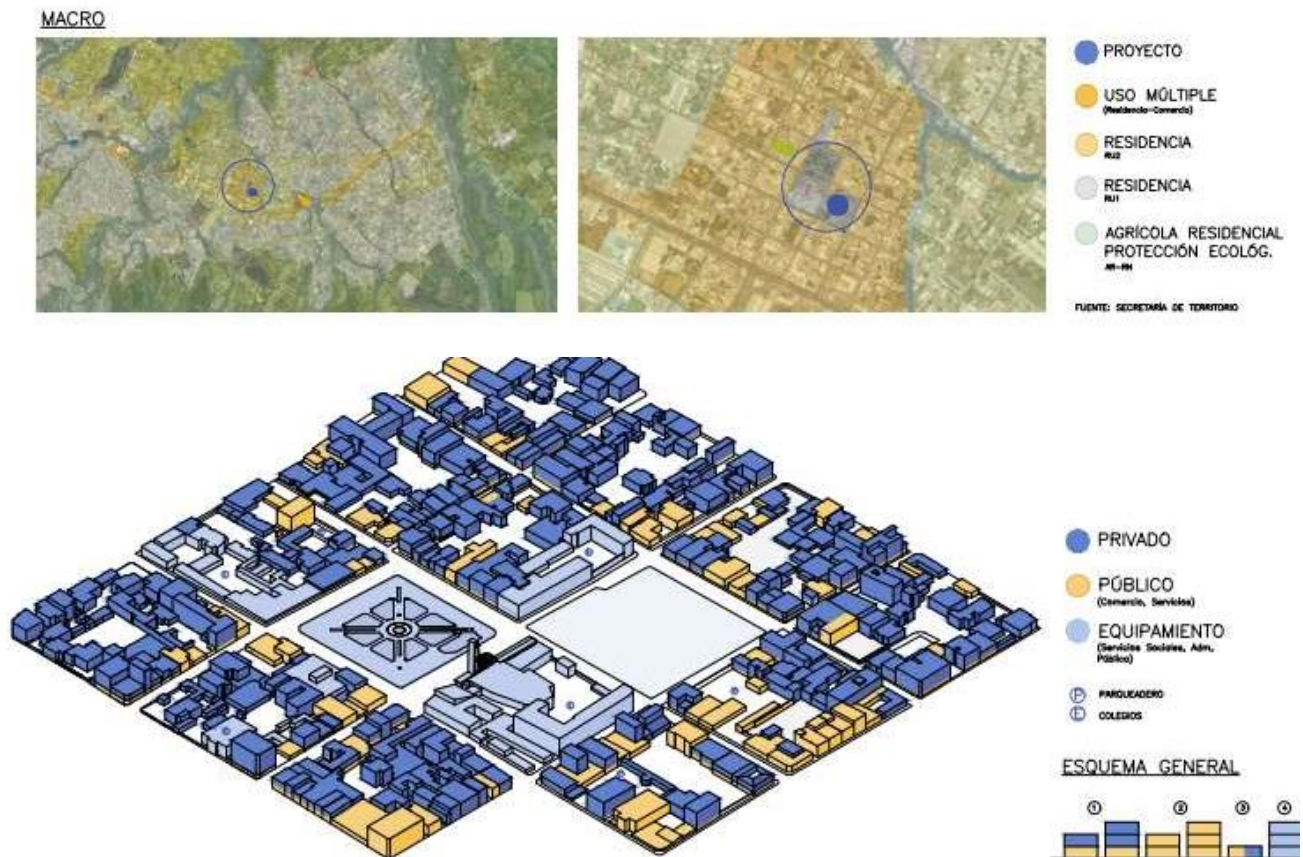 MACRO
PROYECTO
USO MÚLTIPLE
(Residencia-Comercio)
RESIDENCIA
RU2
RESIDENCIA
RU1
AGRÍCOLA RESIDENCIAL
PROTECCIÓN ECOLÓG.
AR-RN
FUENTE: SECRETARÍA DE TERRITORIO
PRIVADO
PÚBLICO
(Comercio, Servicios)
EQUIPAMIENTO
(Servicios Sociales, Adm.
Público)
P PARQUEADERO
E COLEGIOS
ESQUEMA GENERAL
1 2 3 4